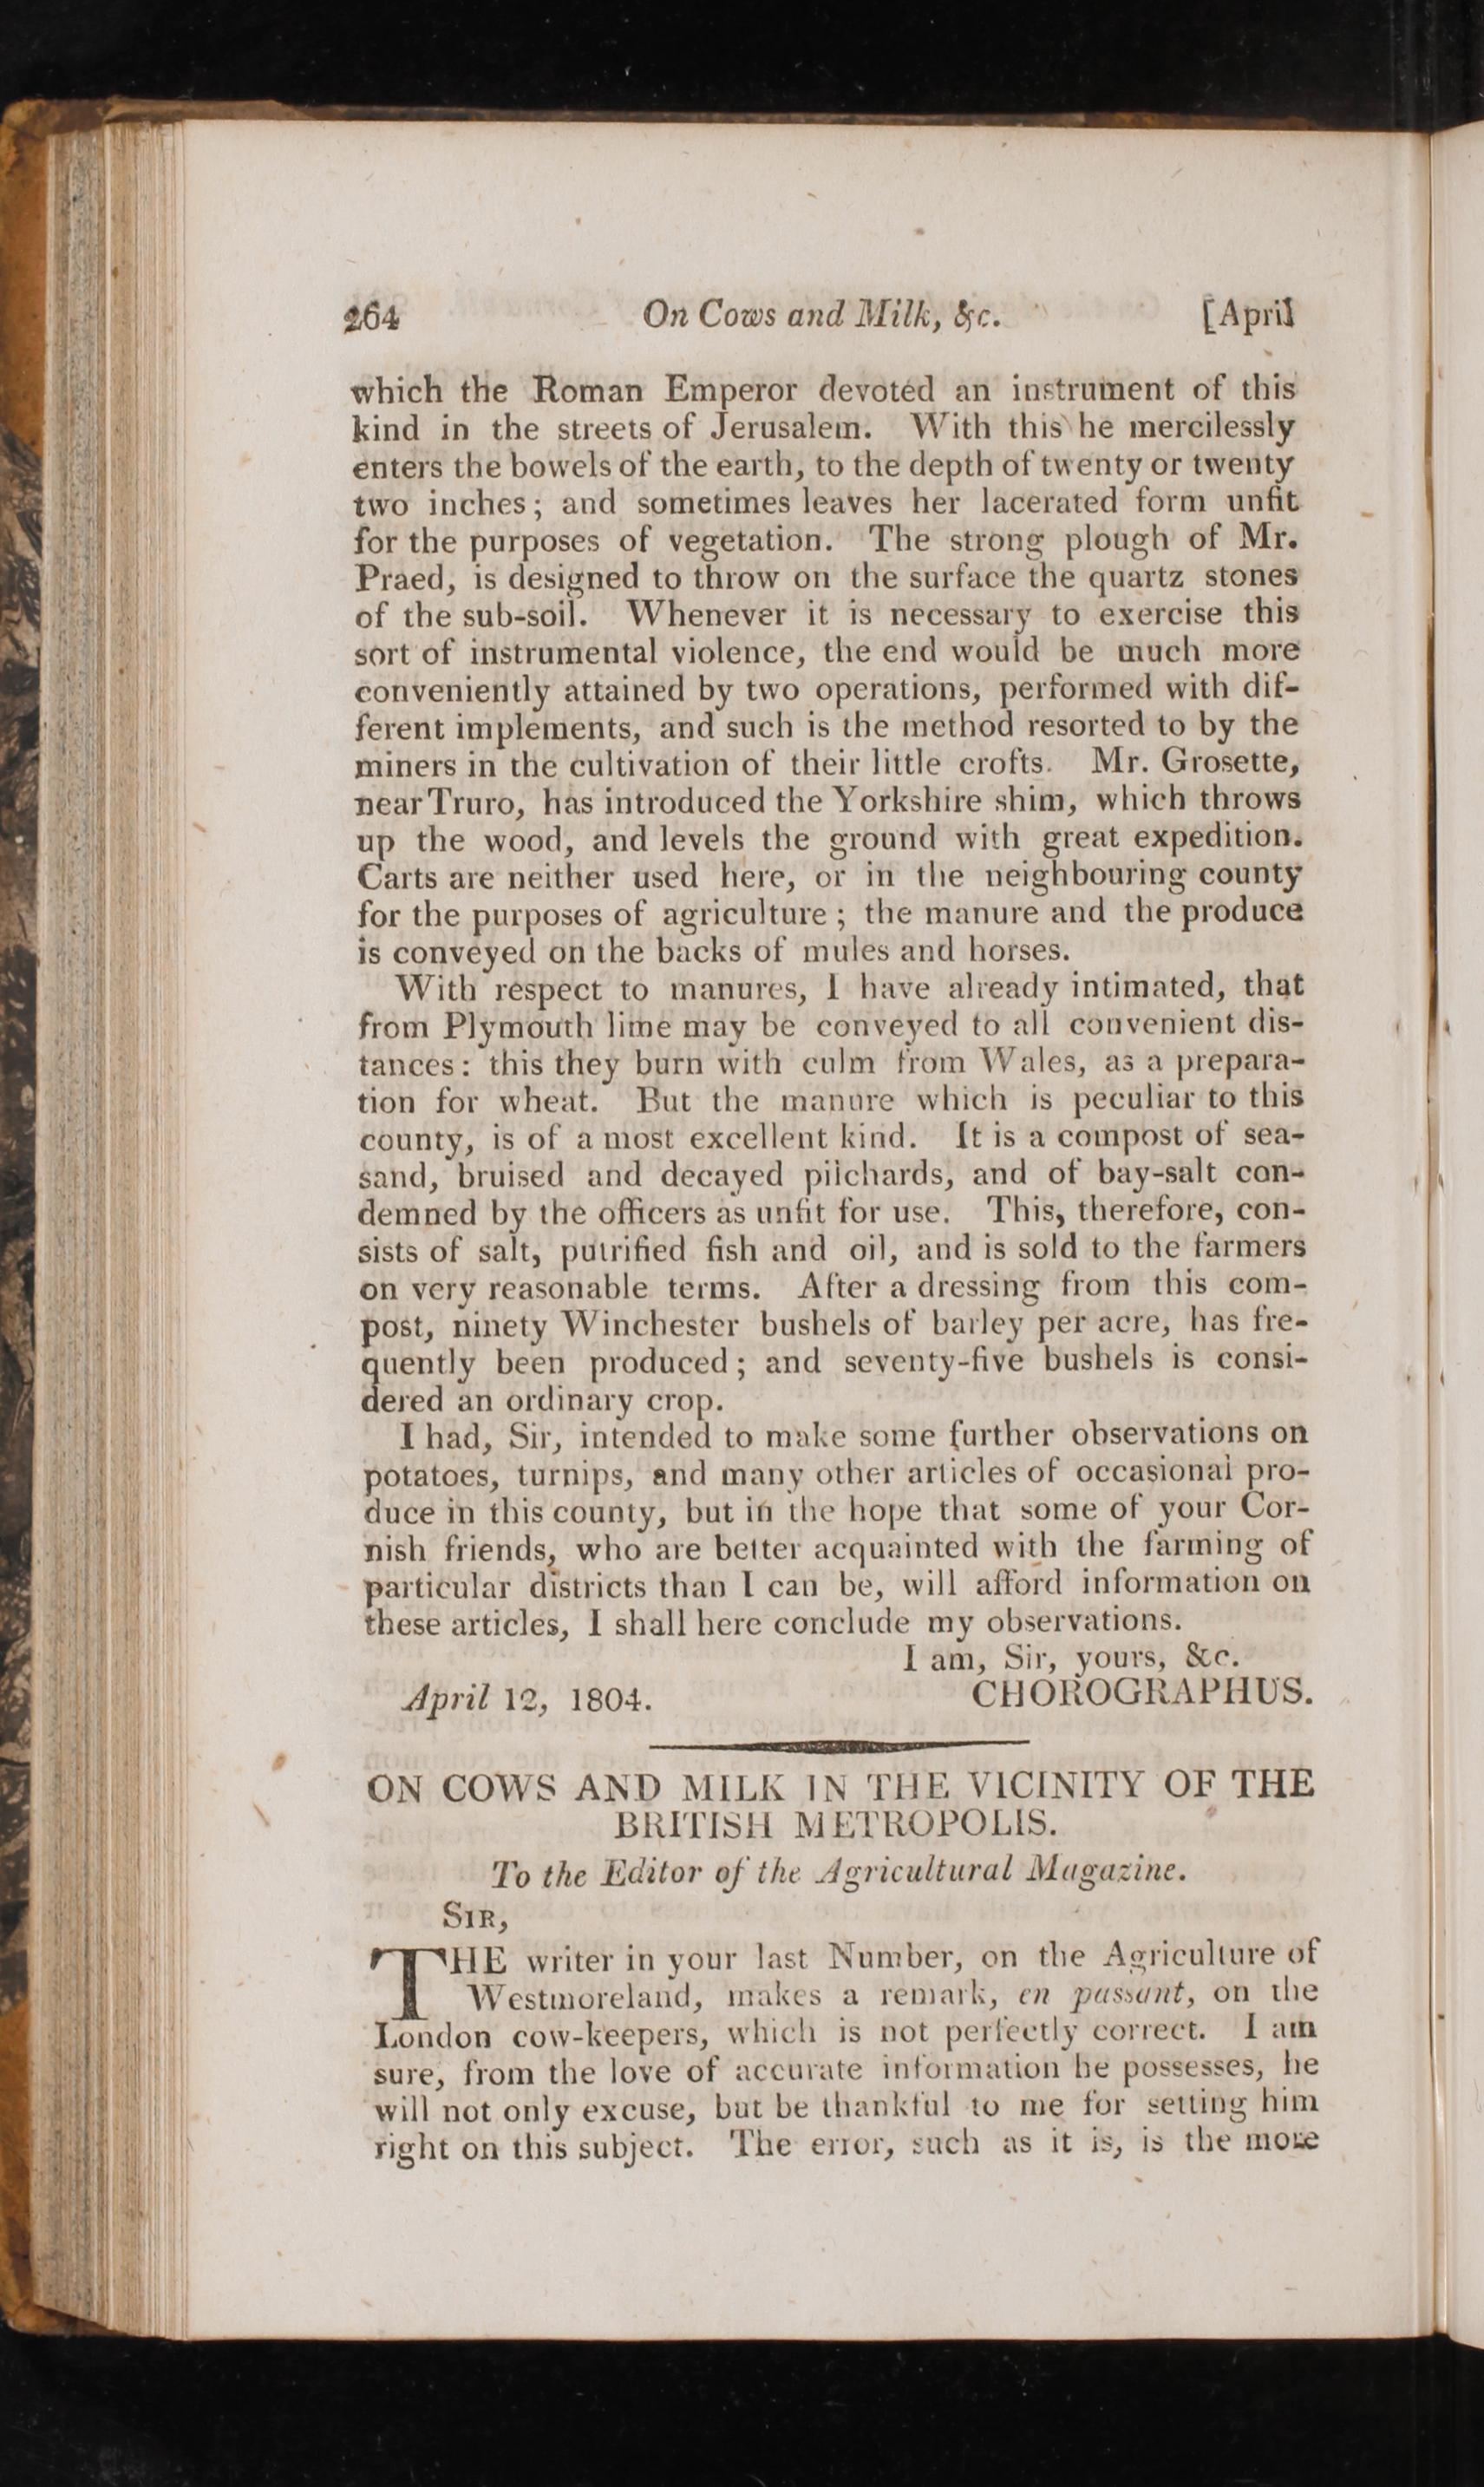 264 On Cows and Milk, &c. [April
which the Roman Emperor devoted an instrument of this
kind in the streets of Jerusalem. With this he mercilessly
enters the bowels of the earth, to the depth of twenty or twenty
two inches; and sometimes leaves her lacerated form unfit
for the purposes of vegetation. The strong plough of Mr.
Praed, is designed to throw on the surface the quartz stones
of the sub-soil. Whenever it is necessary to exercise this
sort of instrumental violence, the end would be much more
conveniently attained by two operations, performed with dif-
ferent implements, and such is the method resorted to by the
miners in the cultivation of their little crofts. Mr. Grosette,
near Truro, has introduced the Yorkshire shim, which throws
up the wood, and levels the ground with great expedition.
Carts are neither used here, or in the neighbouring county
for the purposes of agriculture; the manure and the produce
is conveyed on the backs of mules and horses.
With respect to manures, I have already intimated, that
from Plymouth lime may be conveyed to all convenient dis-
tances: this they burn with culm from Wales, as a prepara-
tion for wheat. But the manure which is peculiar to this
county, is of a most excellent kind. It is a compost of sea-
sand, bruised and decayed pilchards, and of bay-salt con-
demned by the officers as unfit for use. This, therefore, con-
sists of salt, putrified fish and oil, and is sold to the farmers
on very reasonable terms. After a dressing from this com-
post, ninety Winchester bushels of barley per acre, has fre-
quently been produced; and seventy-five bushels is consi-
dered an ordinary crop.
I had, Sir, intended to make some further observations on
potatoes, turnips, and many other articles of occasional pro-
duce in this county, but in the hope that some of your Cor-
nish friends, who are better acquainted with the farming of
particular districts than I can be, will afford information on
these articles, I shall here conclude my observations.
I am, Sir, yours, &c.
April 12, 1804. CHOROGRAPHUS.
ON COWS AND MILK IN THE VICINITY OF THE
BRITISH METROPOLIS.
To the Editor of the Agricultural Magazine.
SIR,
THE writer in your last Number, on the Agriculture of
Westmoreland, makes a remark, en passant, on the
London cow-keepers, which is not perfectly correct. I am
sure, from the love of accurate information he possesses, he
will not only excuse, but be thankful to me for setting him
right on this subject. The error, such as it is, is the more